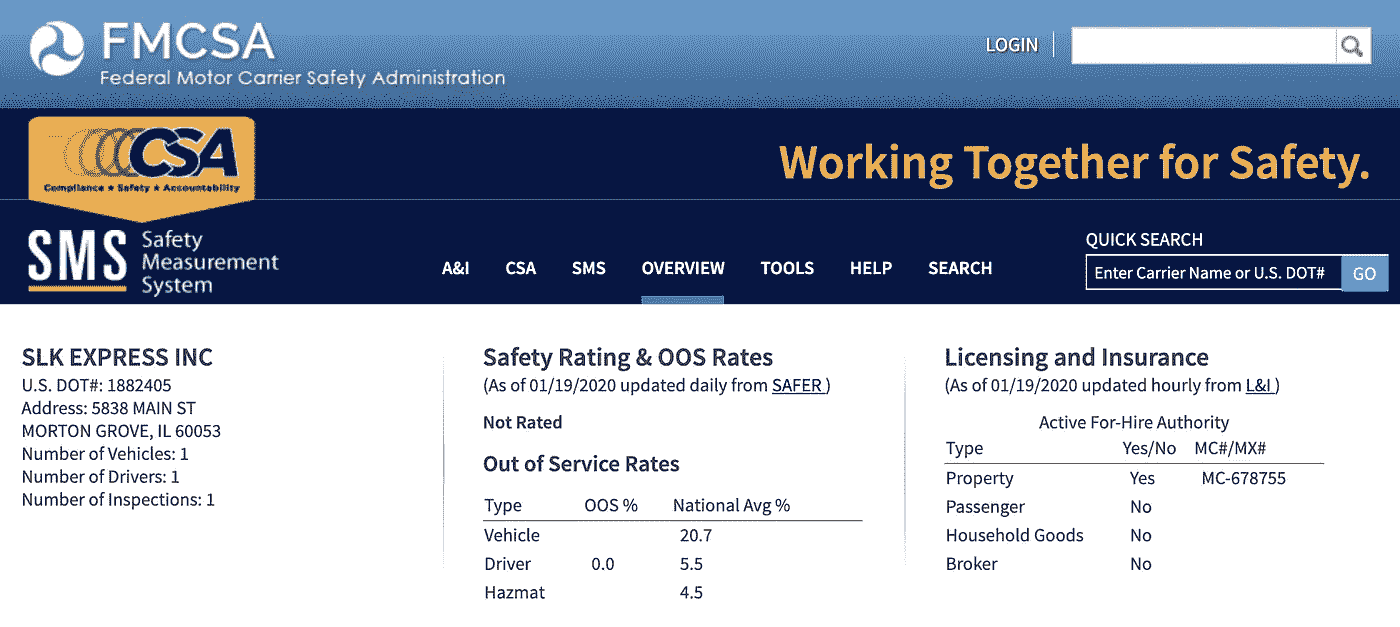 FMCSA
Federal Motor Carrier Safety Administration
LOGIN
CSA
Compliance ★ Safety ★ Accountability
Working Together for Safety.
SMS
Safety
Measurement
System
A&I CSA SMS OVERVIEW TOOLS HELP SEARCH
QUICK SEARCH
Enter Carrier Name or U.S. DOT# GO
SLK EXPRESS INC
U.S. DOT#: 1882405
Address: 5838 MAIN ST
MORTON GROVE, IL 60053
Number of Vehicles: 1
Number of Drivers: 1
Number of Inspections: 1
Safety Rating & OOS Rates
(As of 01/19/2020 updated daily from SAFER )
Not Rated
Out of Service Rates
Type OOS % National Avg %
Vehicle 20.7
Driver 0.0 5.5
Hazmat 4.5
Licensing and Insurance
(As of 01/19/2020 updated hourly from L&I )
Active For-Hire Authority
Type Yes/No MC#/MX#
Property Yes MC-678755
Passenger No
Household Goods No
Broker No